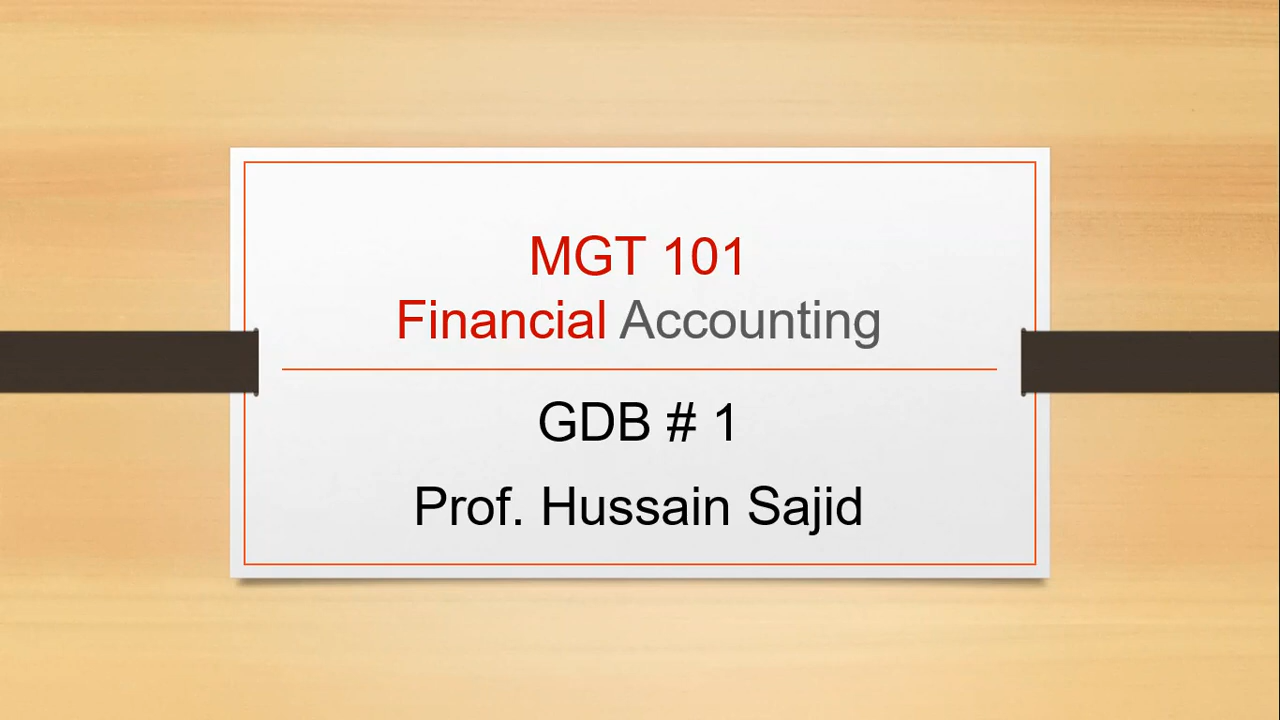 MGT 101
Financial Accounting
GDB # 1
Prof. Hussain Sajid